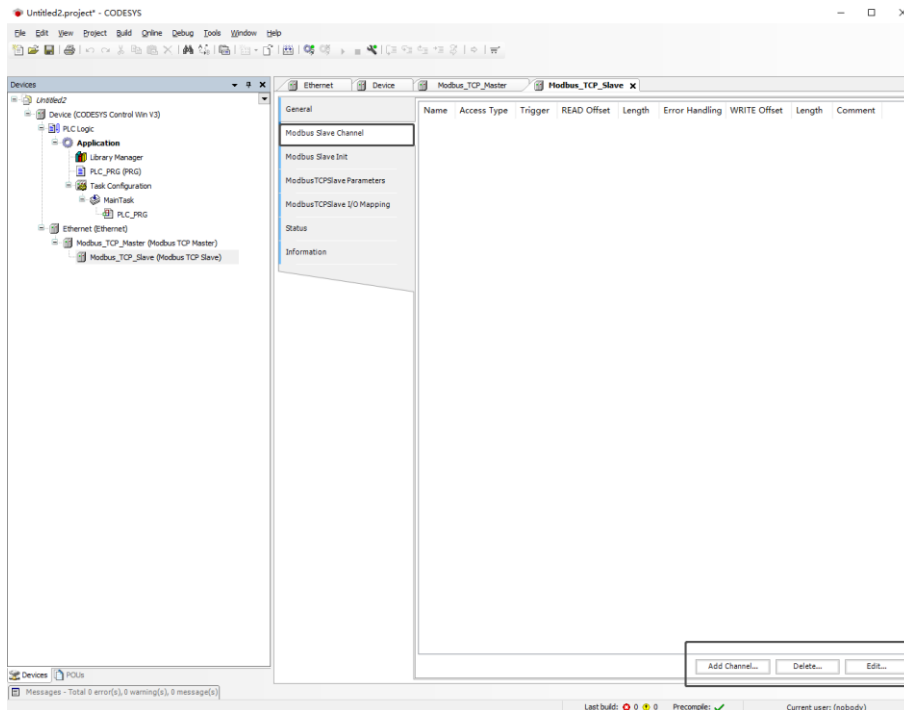 Untitled2.project* - CODESYS
File Edit View Project Build Online Debug Tools Window Help
Devices
Untitled2
Device (CODESYS Control Win V3)
PLC Logic
Application
Library Manager
PLC_PRG (PRG)
Task Configuration
MainTask
PLC_PRG
Ethernet (Ethernet)
Modbus_TCP_Master (Modbus TCP Master)
Modbus_TCP_Slave (Modbus TCP Slave)
Devices POUs
Ethernet Device Modbus_TCP_Master Modbus_TCP_Slave
General
Modbus Slave Channel
Modbus Slave Init
ModbusTCPSlave Parameters
ModbusTCPSlave I/O Mapping
Status
Information
Name Access Type Trigger READ Offset Length Error Handling WRITE Offset Length Comment
Add Channel... Delete... Edit...
Messages - Total 0 error(s), 0 warning(s), 0 message(s)
Last build: 0 0 Precompile: Current user: (nobody)